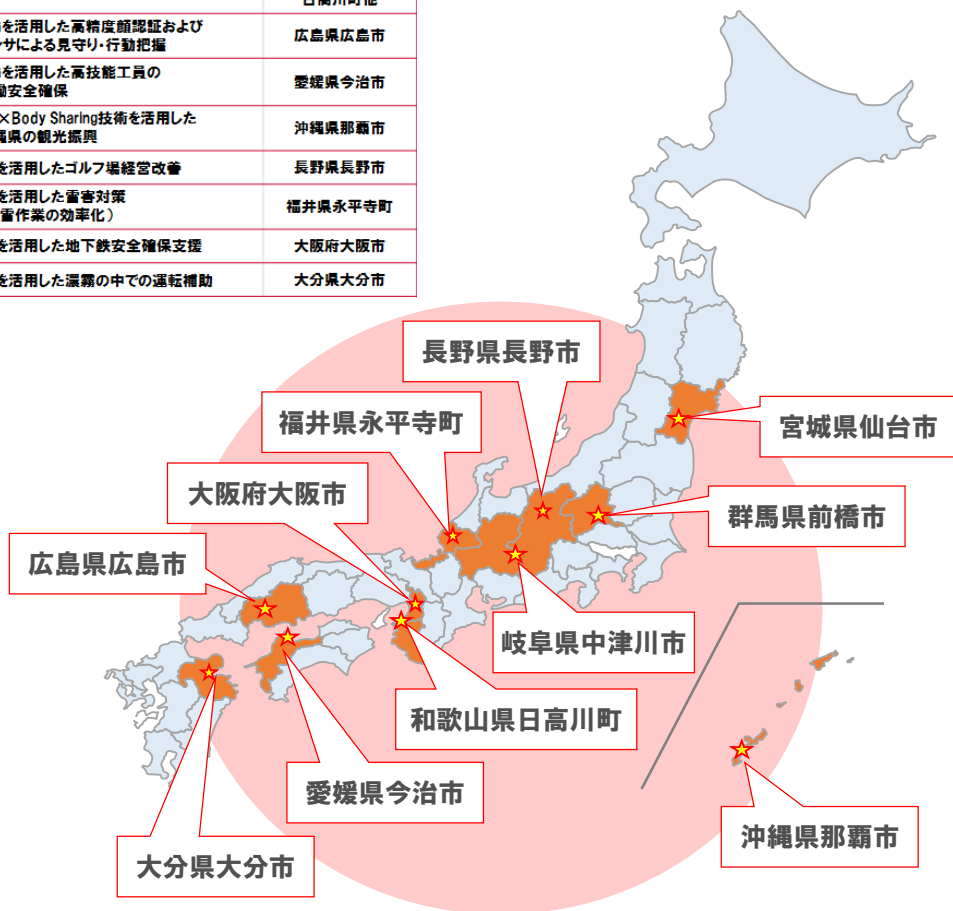 日高川町他
を活用した高精度顔認証および
ンサによる見守り・行動把握
広島県広島市
を活用した高技能工員の
働安全確保
愛媛県今治市
×Body Sharing技術を活用した
縄県の観光振興
沖縄県那覇市
を活用したゴルフ場経営改善
長野県長野市
を活用した雪害対策
雪作業の効率化）
福井県永平寺町
を活用した地下鉄安全確保支援
大阪府大阪市
を活用した濃霧の中での運転補助
大分県大分市
長野県長野市
福井県永平寺町
宮城県仙台市
大阪府大阪市
群馬県前橋市
広島県広島市
岐阜県中津川市
和歌山県日高川町
愛媛県今治市
沖縄県那覇市
大分県大分市